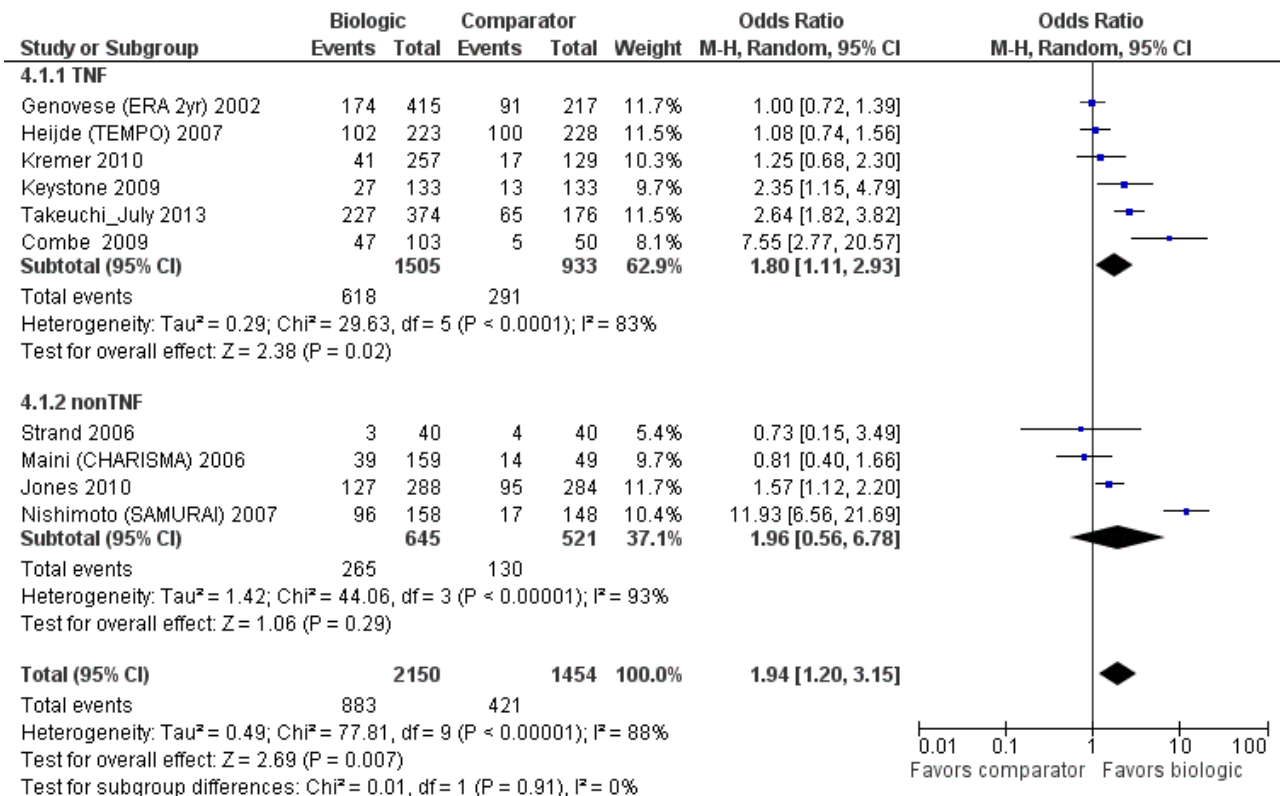 Biologic Comparator Odds Ratio Odds Ratio
Study or Subgroup Events Total Events Total Weight M-H, Random, 95% CI M-H, Random, 95% CI
4.1.1 TNF
Genovese (ERA 2yr) 2002 174 415 91 217 11.7% 1.00 [0.72, 1.39]
Heijde (TEMPO) 2007 102 223 100 228 11.5% 1.08 [0.74, 1.56]
Kremer 2010 41 257 17 129 10.3% 1.25 [0.68, 2.30]
Keystone 2009 27 133 13 133 9.7% 2.35 [1.15, 4.79]
Takeuchi_July 2013 227 374 65 176 11.5% 2.64 [1.82, 3.82]
Combe 2009 47 103 5 50 8.1% 7.55 [2.77, 20.57]
Subtotal (95% CI) 1505 933 62.9% 1.80 [1.11, 2.93]
Total events 618 291
Heterogeneity: Tau² = 0.29; Chi² = 29.63, df = 5 (P < 0.0001); I² = 83%
Test for overall effect: Z = 2.38 (P = 0.02)
4.1.2 nonTNF
Strand 2006 3 40 4 40 5.4% 0.73 [0.15, 3.49]
Maini (CHARISMA) 2006 39 159 14 49 9.7% 0.81 [0.40, 1.66]
Jones 2010 127 288 95 284 11.7% 1.57 [1.12, 2.20]
Nishimoto (SAMURAI) 2007 96 158 17 148 10.4% 11.93 [6.56, 21.69]
Subtotal (95% CI) 645 521 37.1% 1.96 [0.56, 6.78]
Total events 265 130
Heterogeneity: Tau² = 1.42; Chi² = 44.06, df = 3 (P < 0.00001); I² = 93%
Test for overall effect: Z = 1.06 (P = 0.29)
Total (95% CI) 2150 1454 100.0% 1.94 [1.20, 3.15]
Total events 883 421
Heterogeneity: Tau² = 0.49; Chi² = 77.81, df = 9 (P < 0.00001); I² = 88%
Test for overall effect: Z = 2.69 (P = 0.007)
Test for subgroup differences: Chi² = 0.01, df = 1 (P = 0.91), I² = 0%
0.01 0.1 1 10 100
Favors comparator Favors biologic